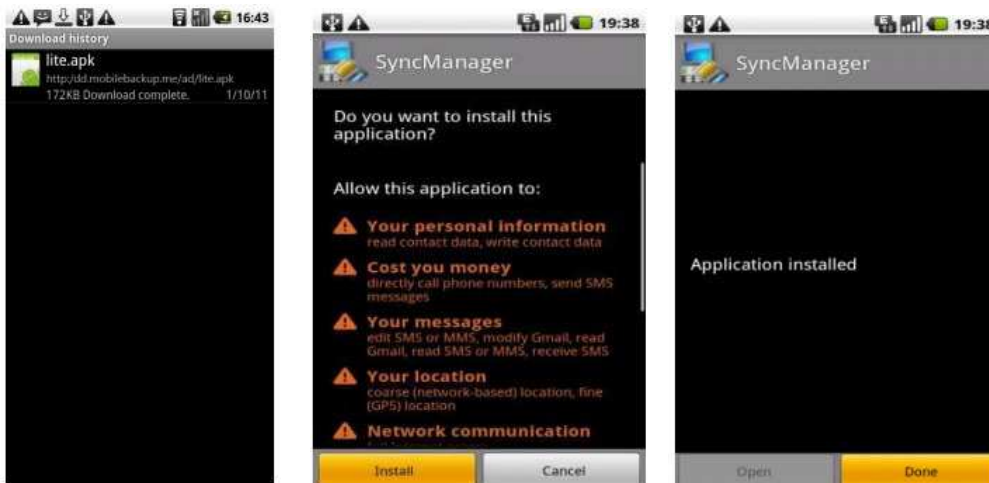 16:43
Download history
lite.apk
http:/dd.mobilebackup.me/ad/lite.apk
172KB Download complete. 1/10/11
19:38
SyncManager
Do you want to install this
application?
Allow this application to:
Your personal information
read contact data, write contact data
Cost you money
directly call phone numbers, send SMS
messages
Your messages
edit SMS or MMS, modify Gmail, read
Gmail, read SMS or MMS, receive SMS
Your location
coarse (network-based) location, fine
(GPS) location
Network communication
Install
Cancel
19:38
SyncManager
Application installed
Open
Done